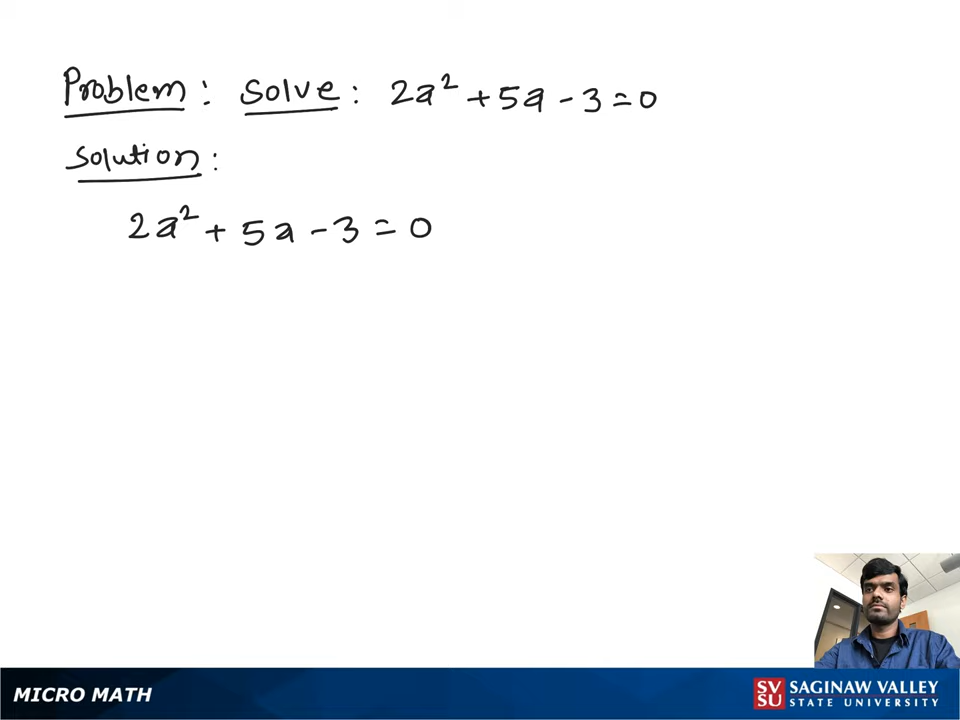 Problem: Solve: 2a² + 5a - 3 = 0
Solution:
2a² + 5a - 3 = 0
MICRO MATH
SV SU SAGINAW VALLEY
STATE UNIVERSITY